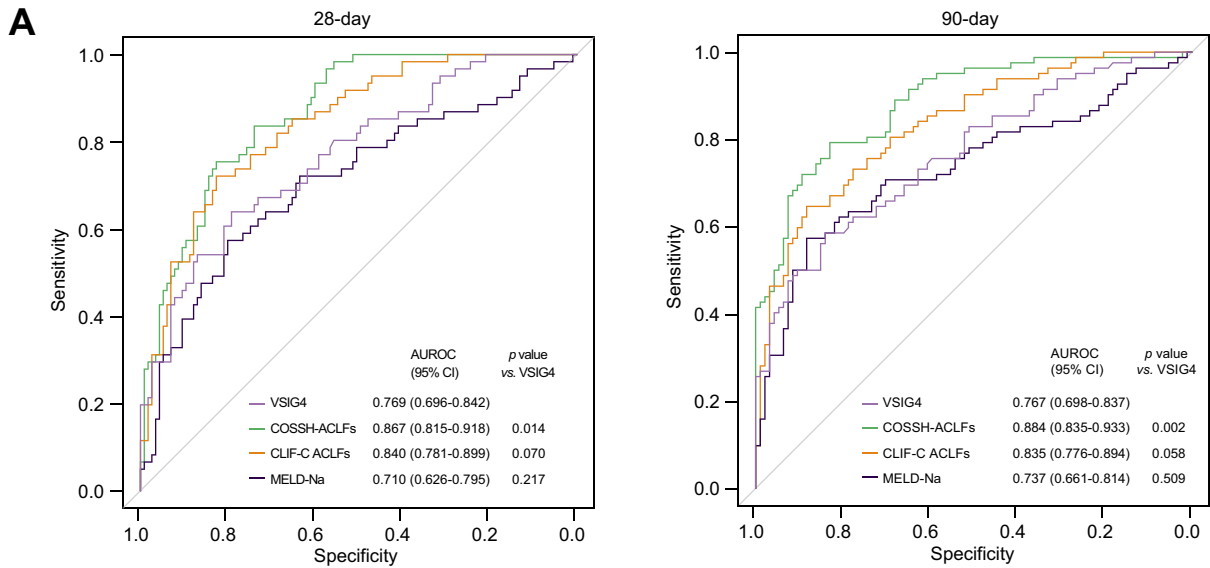 A
28-day
Sensitivity
1.0
0.8
0.6
0.4
0.2
0.0
AUROC p value
(95% CI) vs. VSIG4
VSIG4 0.769 (0.696-0.842)
COSSH-ACLFs 0.867 (0.815-0.918) 0.014
CLIF-C ACLFs 0.840 (0.781-0.899) 0.070
MELD-Na 0.710 (0.626-0.795) 0.217
1.0 0.8 0.6 0.4 0.2 0.0
Specificity
90-day
Sensitivity
1.0
0.8
0.6
0.4
0.2
0.0
AUROC p value
(95% CI) vs. VSIG4
VSIG4 0.767 (0.698-0.837)
COSSH-ACLFs 0.884 (0.835-0.933) 0.002
CLIF-C ACLFs 0.835 (0.776-0.894) 0.058
MELD-Na 0.737 (0.661-0.814) 0.509
1.0 0.8 0.6 0.4 0.2 0.0
Specificity